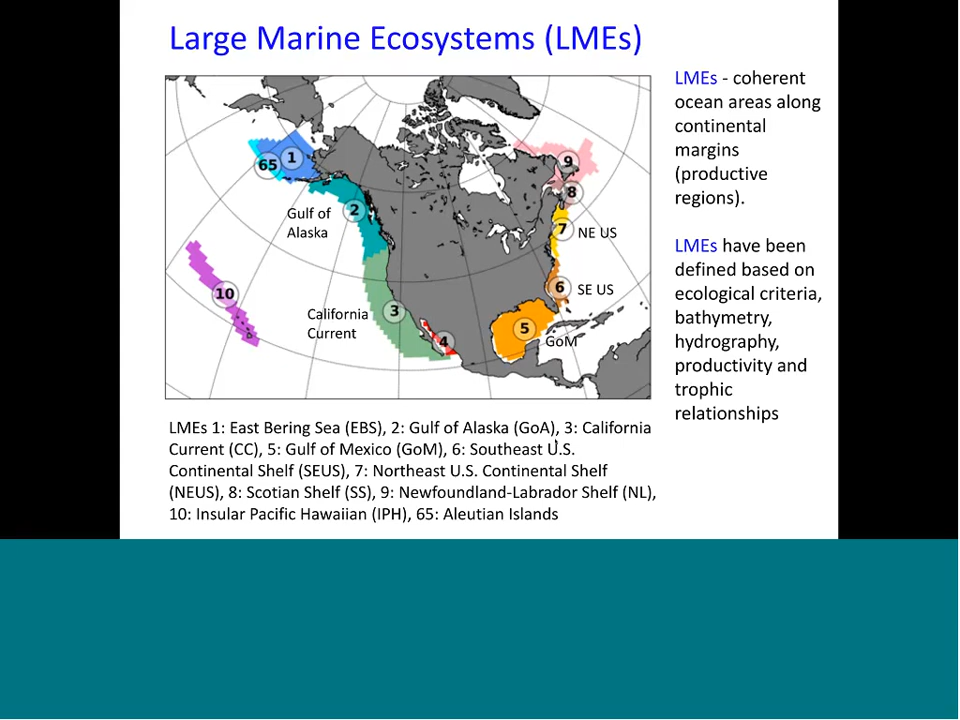 Large Marine Ecosystems (LMEs)
LMEs - coherent
ocean areas along
continental
margins
(productive
regions).
LMEs have been
defined based on
ecological criteria,
bathymetry,
hydrography,
productivity and
trophic
relationships
65
1
9
8
2
Gulf of
Alaska
7
NE US
10
6
SE US
3
California
Current
5
4
GoM
LMEs 1: East Bering Sea (EBS), 2: Gulf of Alaska (GoA), 3: California
Current (CC), 5: Gulf of Mexico (GoM), 6: Southeast U.S.
Continental Shelf (SEUS), 7: Northeast U.S. Continental Shelf
(NEUS), 8: Scotian Shelf (SS), 9: Newfoundland-Labrador Shelf (NL),
10: Insular Pacific Hawaiian (IPH), 65: Aleutian Islands